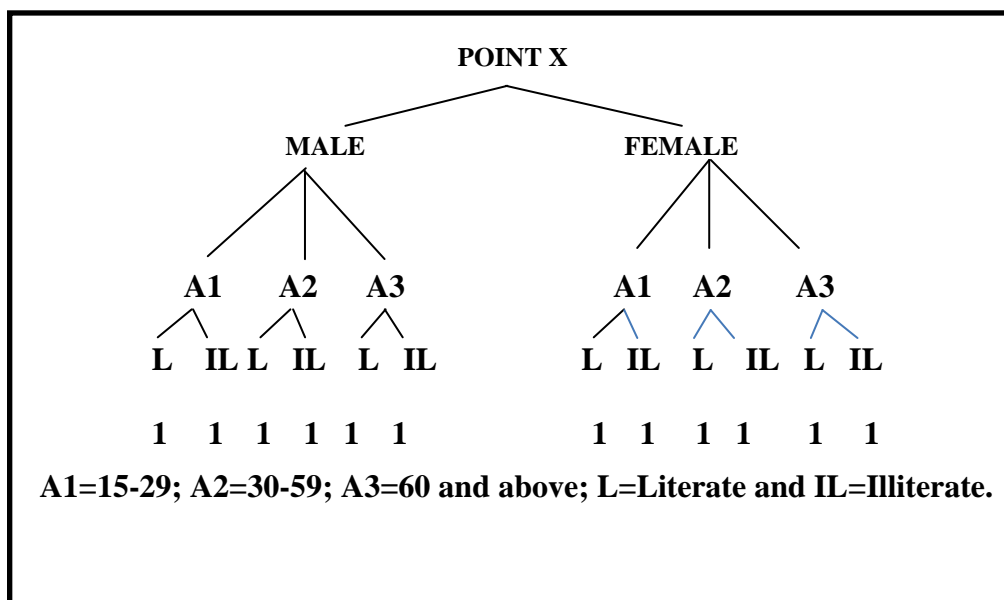 POINT X
MALE FEMALE
A1 A2 A3 A1 A2 A3
L IL L IL L IL L IL L IL L IL
1 1 1 1 1 1 1 1 1 1 1 1
A1=15-29; A2=30-59; A3=60 and above; L=Literate and IL=Illiterate.